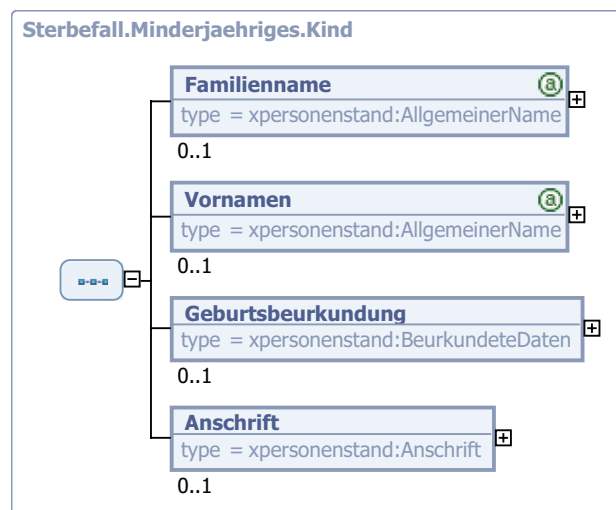 Sterbefall.Minderjaehriges.Kind
Familienname @
type = xpersonenstand:AllgemeinerName
0..1
Vornamen @
type = xpersonenstand:AllgemeinerName
0..1
Geburtsbeurkundung
type = xpersonenstand:BeurkundeteDaten
0..1
Anschrift
type = xpersonenstand:Anschrift
0..1